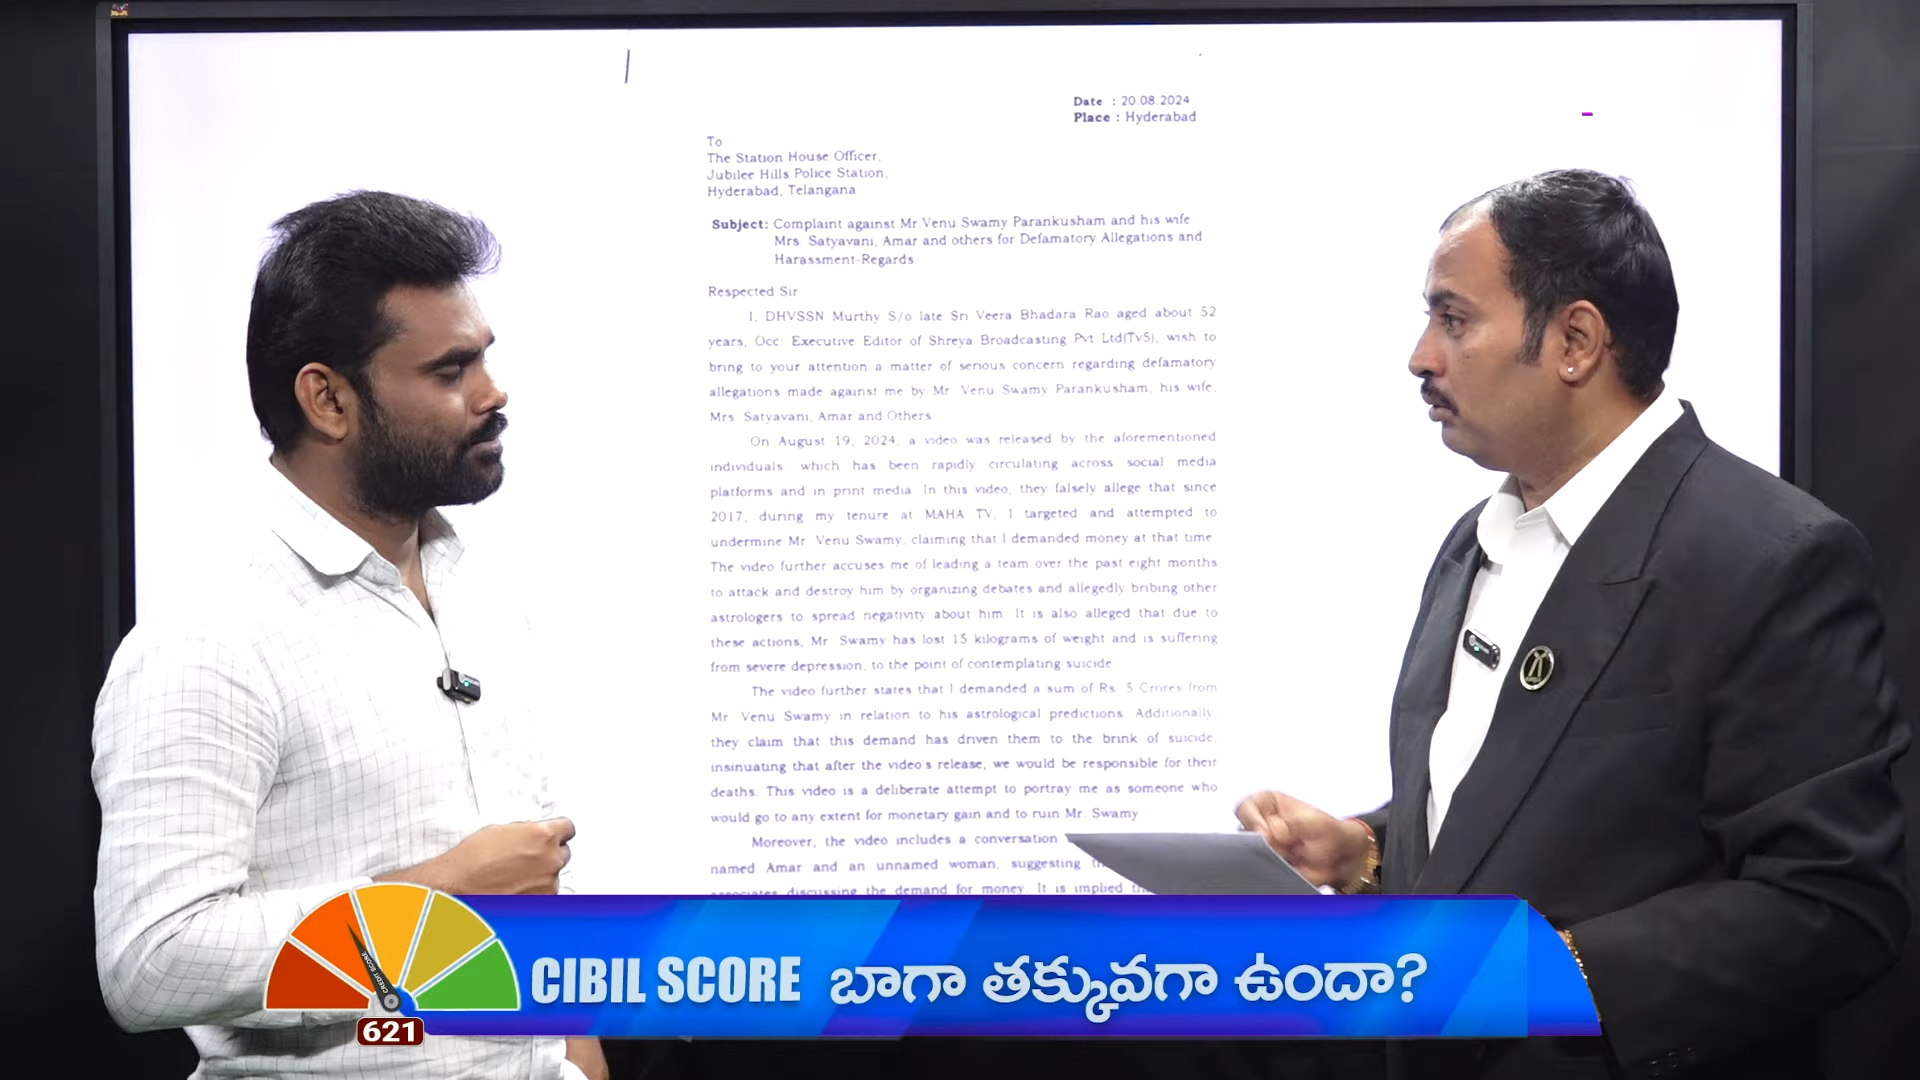 Date : 20.08.2024
Place : Hyderabad
To
The Station House Officer,
Jubilee Hills Police Station,
Hyderabad, Telangana
Subject: Complaint against Mr Venu Swamy Parankusham and his wife
Mrs. Satyavani, Amar and others for Defamatory Allegations and
Harassment-Regards.
Respected Sir
I, DHVSSN Murthy S/o late Sri Veera Bhadara Rao aged about 52
years, Occ: Executive Editor of Shreya Broadcasting Pvt Ltd(Tv5), wish to
bring to your attention a matter of serious concern regarding defamatory
allegations made against me by Mr Venu Swamy Parankusham, his wife,
Mrs Satyavani, Amar and Others
On August 19, 2024, a video was released by the aforementioned
individuals, which has been rapidly circulating across social media
platforms and in print media. In this video, they falsely allege that since
2017, during my tenure at MAHA TV, I targeted and attempted to
undermine Mr Venu Swamy, claiming that I demanded money at that time
The video further accuses me of leading a team over the past eight months
to attack and destroy him by organizing debates and allegedly bribing other
astrologers to spread negativity about him. It is also alleged that due to
these actions, Mr Swamy has lost 15 kilograms of weight and is suffering
from severe depression, to the point of contemplating suicide
The video further states that I demanded a sum of Rs. 5 Crores from
Mr Venu Swamy in relation to his astrological predictions. Additionally,
they claim that this demand has driven them to the brink of suicide,
insinuating that after the video's release, we would be responsible for their
deaths. This video is a deliberate attempt to portray me as someone who
would go to any extent for monetary gain and to ruin Mr. Swamy
Moreover, the video includes a conversation
named Amar and an unnamed woman, suggesting
associates discussing the demand for money. It is implied
CREDIT SCORE
621
CIBIL SCORE బాగా తక్కువగా ఉందా?